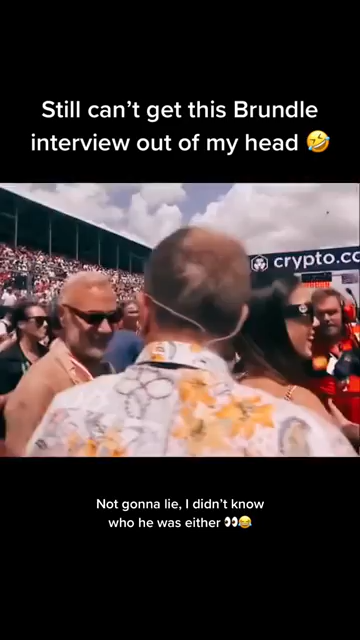 Still can’t get this Brundle
interview out of my head 🤣
crypto.co
Not gonna lie, I didn’t know
who he was either 👀😂